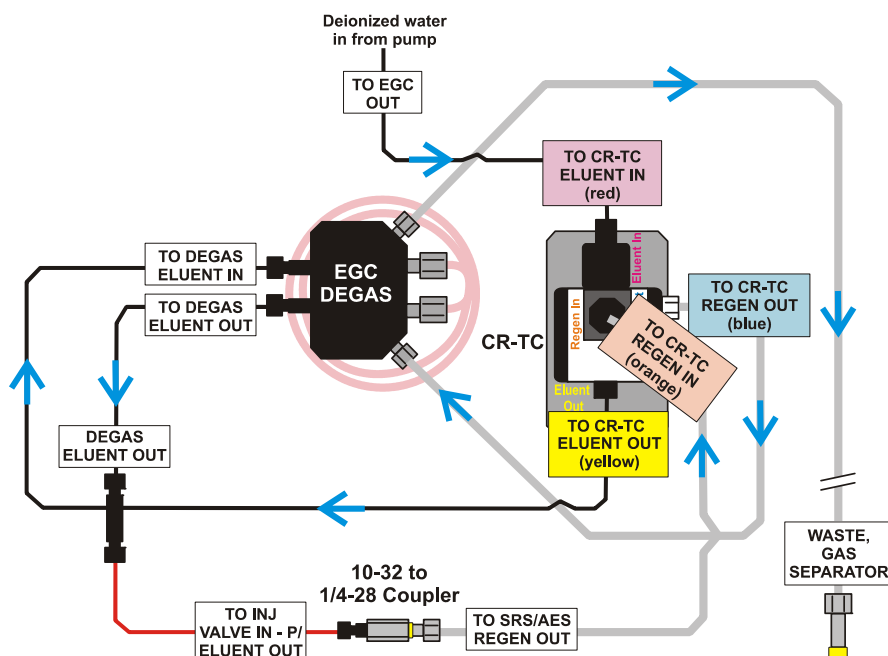 Deionized water
in from pump
TO EGC
OUT
TO CR-TC
ELUENT IN
(red)
TO DEGAS
ELUENT IN
TO DEGAS
ELUENT OUT
EGC
DEGAS
Eluent In
Regen In
CR-TC
TO CR-TC
REGEN OUT
(blue)
TO CR-TC
REGEN IN
(orange)
Eluent
Out
TO CR-TC
ELUENT OUT
(yellow)
DEGAS
ELUENT OUT
WASTE,
GAS
SEPARATOR
10-32 to
1/4-28 Coupler
TO INJ
VALVE IN - P/
ELUENT OUT
TO SRS/AES
REGEN OUT